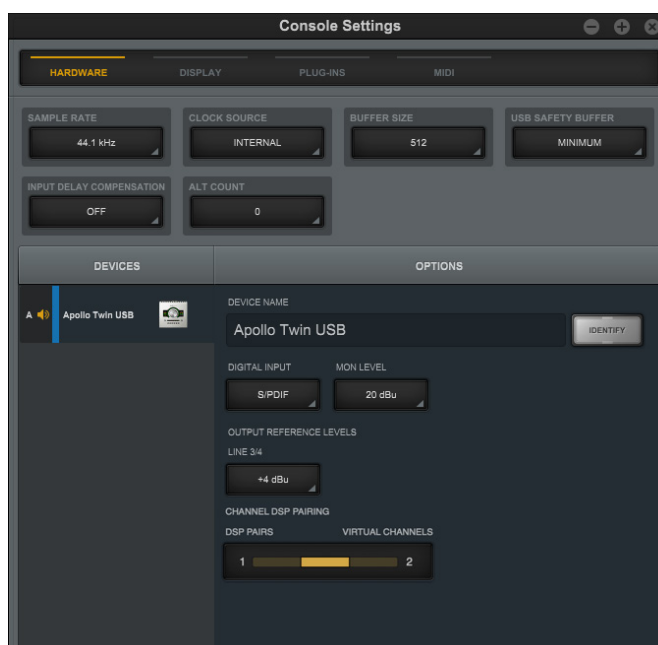 Console Settings
HARDWARE DISPLAY PLUG-INS MIDI
SAMPLE RATE CLOCK SOURCE BUFFER SIZE USB SAFETY BUFFER
44.1 kHz INTERNAL 512 MINIMUM
INPUT DELAY COMPENSATION ALT COUNT
OFF 0
DEVICES OPTIONS
DEVICE NAME
A Apollo Twin USB
Apollo Twin USB IDENTIFY
DIGITAL INPUT MON LEVEL
S/PDIF 20 dBu
OUTPUT REFERENCE LEVELS
LINE 3/4
+4 dBu
CHANNEL DSP PAIRING
DSP PAIRS VIRTUAL CHANNELS
1 2